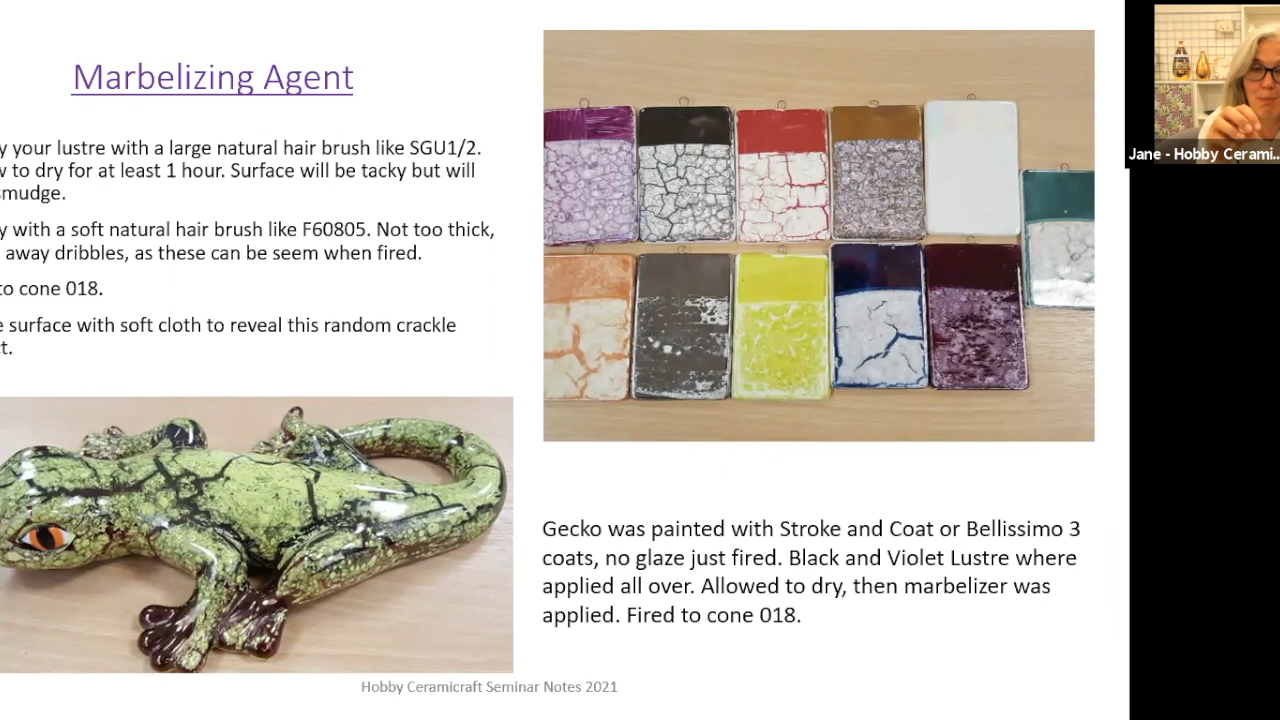 Marbelizing Agent
y your lustre with a large natural hair brush like SGU1/2.
w to dry for at least 1 hour. Surface will be tacky but will
smudge.
y with a soft natural hair brush like F60805. Not too thick,
away dribbles, as these can be seem when fired.
to cone 018.
e surface with soft cloth to reveal this random crackle
ct.
Gecko was painted with Stroke and Coat or Bellissimo 3
coats, no glaze just fired. Black and Violet Lustre where
applied all over. Allowed to dry, then marbelizer was
applied. Fired to cone 018.
Hobby Ceramicraft Seminar Notes 2021
Jane - Hobby Cerami...